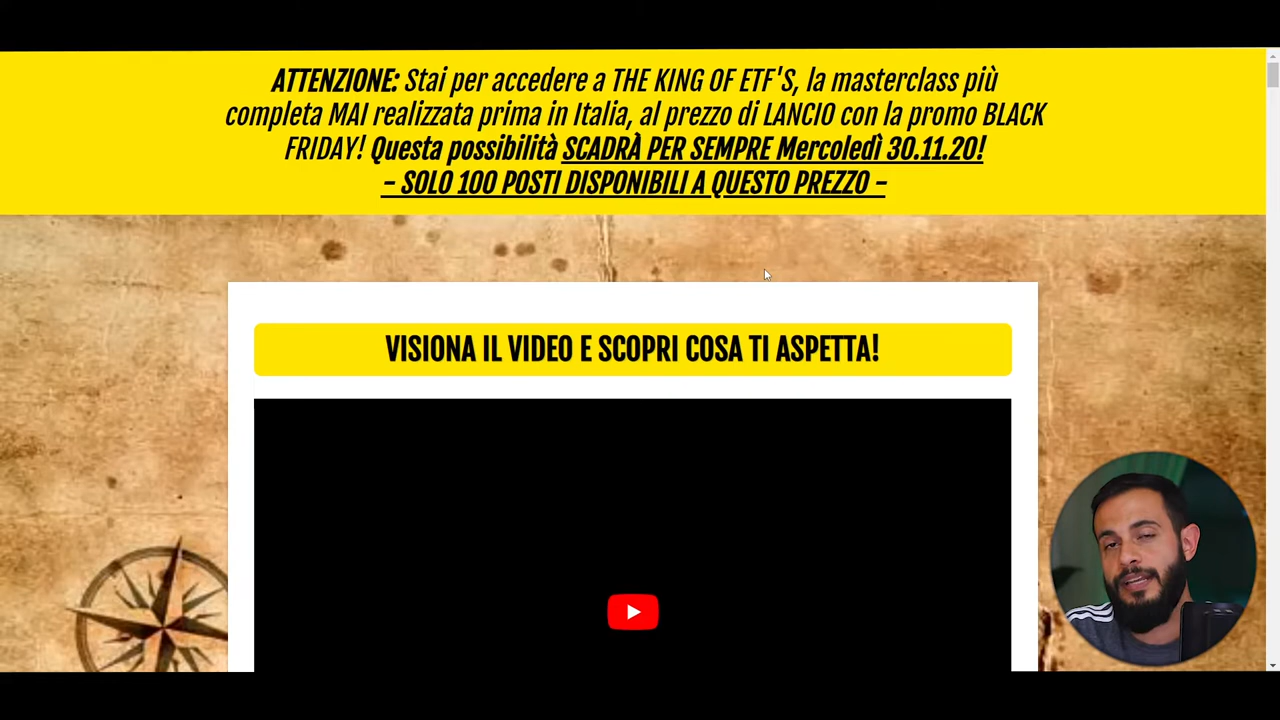 ATTENZIONE: Stai per accedere a THE KING OF ETF'S, la masterclass più
completa MAI realizzata prima in Italia, al prezzo di LANCIO con la promo BLACK
FRIDAY! Questa possibilità SCADRÀ PER SEMPRE Mercoledì 30.11.20!
- SOLO 100 POSTI DISPONIBILI A QUESTO PREZZO -
VISIONA IL VIDEO E SCOPRI COSA TI ASPETTA!